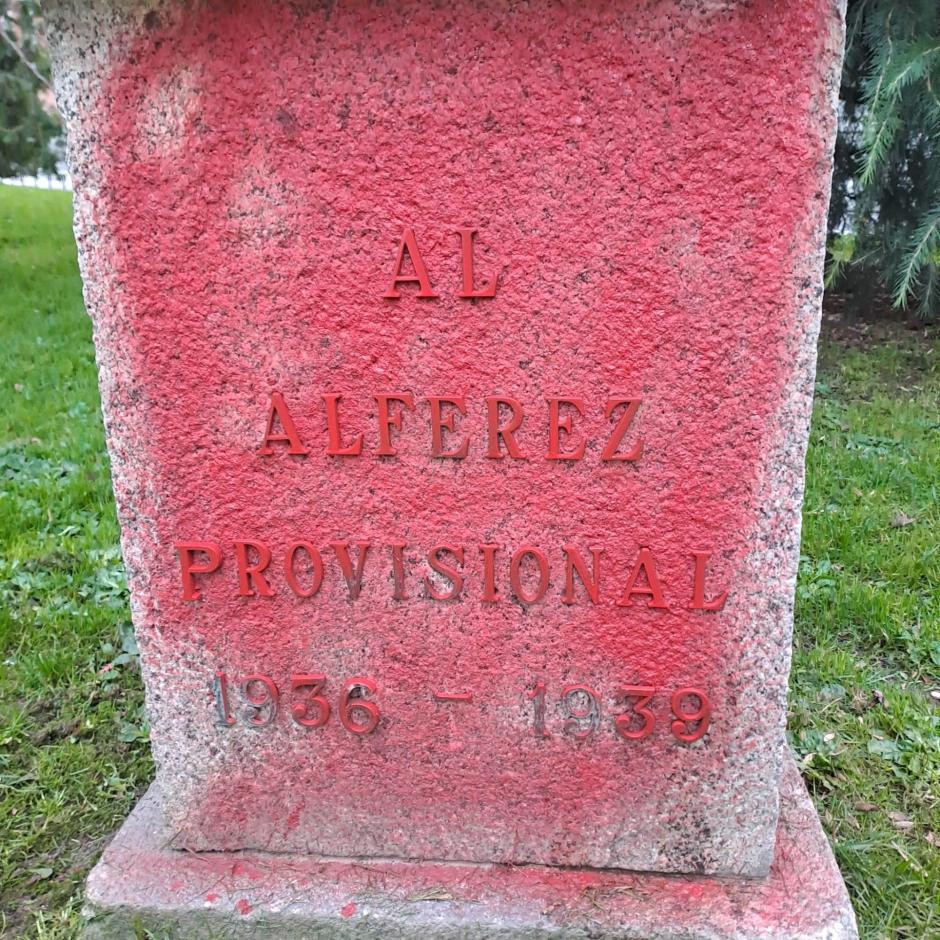 AL
ALFEREZ
PROVISIONAL
1936 - 1939